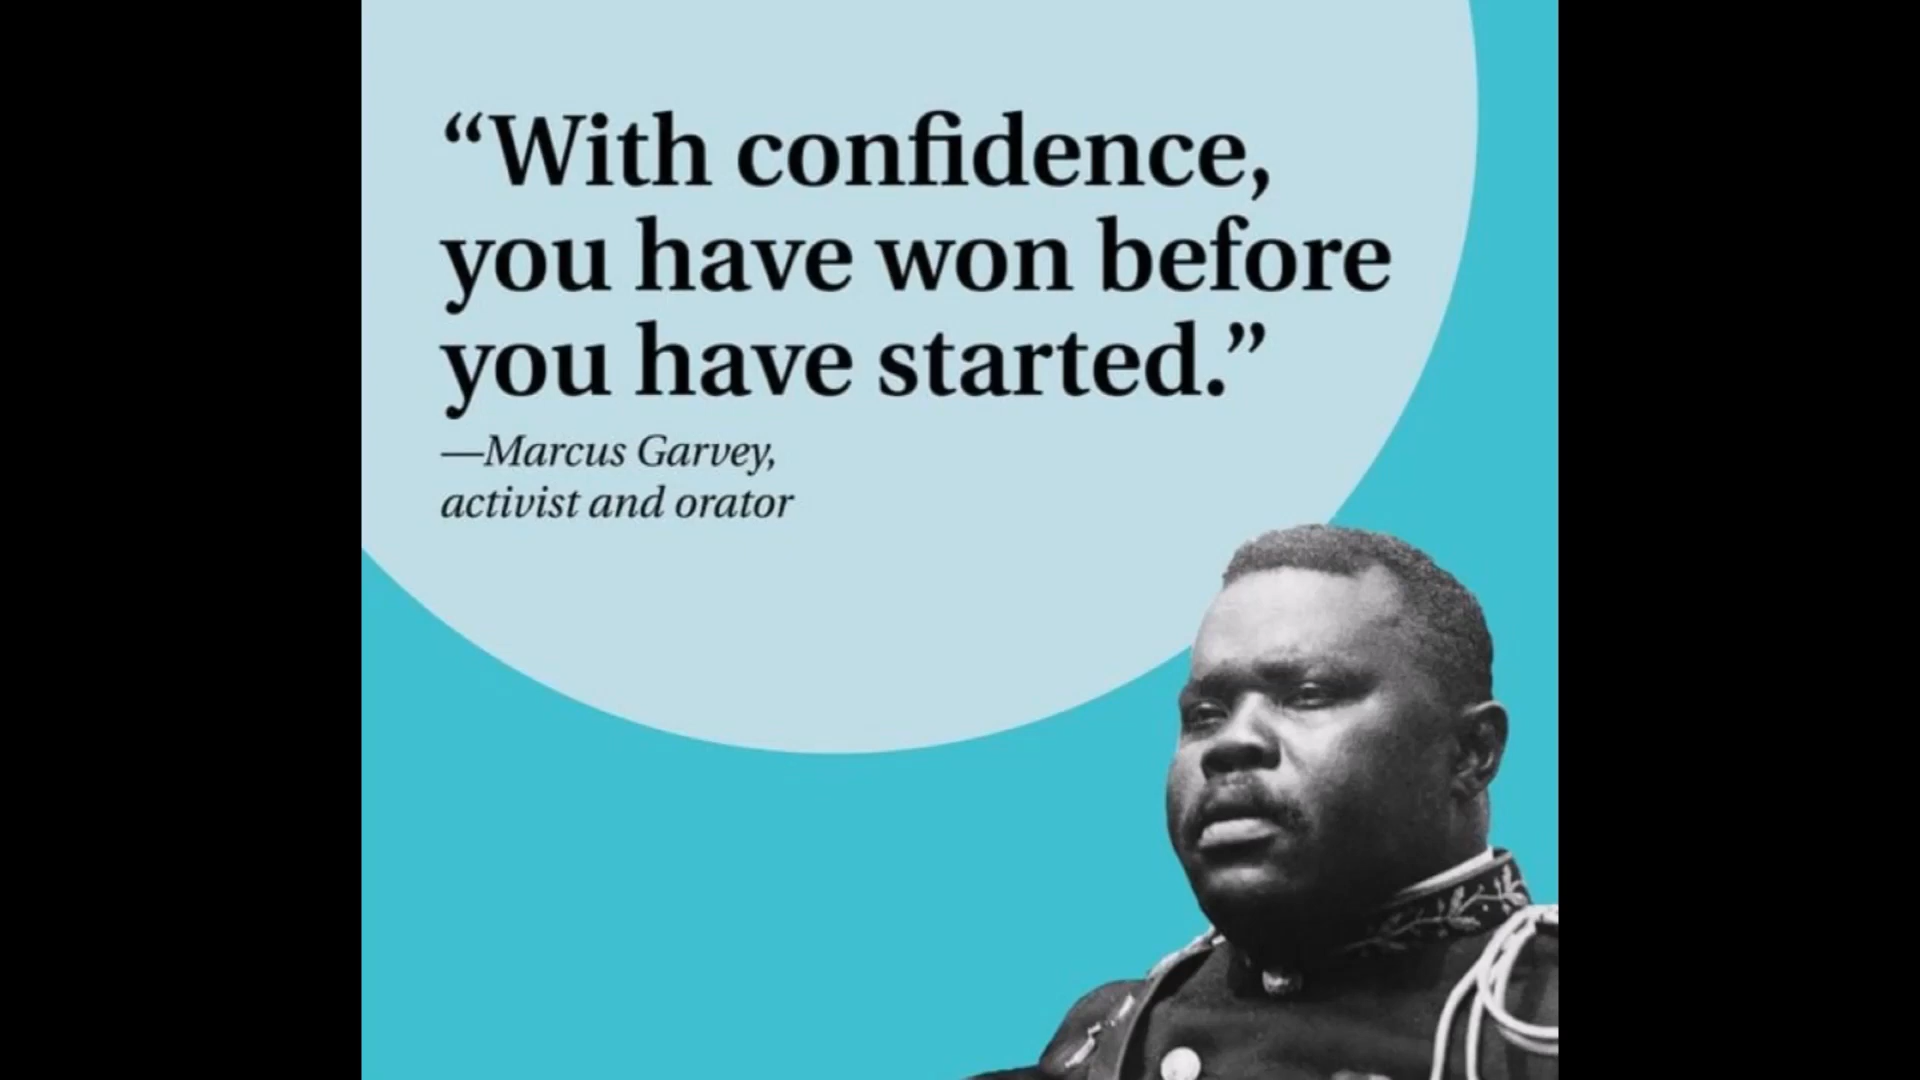 “With confidence,
you have won before
you have started.”
—Marcus Garvey,
activist and orator